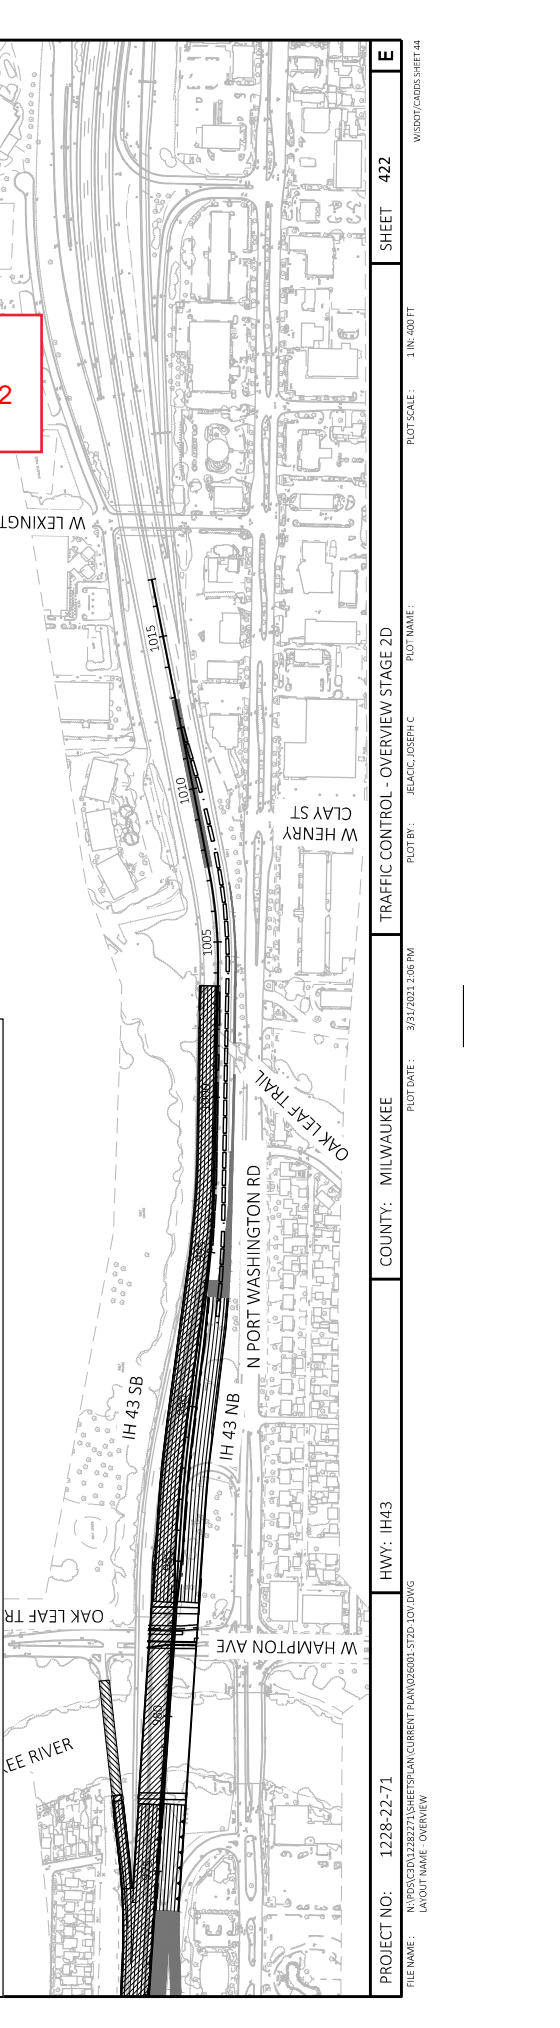 PROJECT NO: 1228-22-71
HWY: IH43
COUNTY: MILWAUKEE
TRAFFIC CONTROL - OVERVIEW STAGE 2D
SHEET 422
E
FILE NAME : N:\PDS\C3D\12282271\SHEETSPLAN\CURRENT PLAN\026001-ST2D-1OV.DWG
LAYOUT NAME - OVERVIEW
PLOT DATE : 3/31/2021 2:06 PM
PLOT BY : JELACIC, JOSEPH C
PLOT NAME :
PLOT SCALE : 1 IN: 400 FT
WISDOT/CADDS SHEET 44
2
W LEXINGT
1015
1010
1005
W HENRY
CLAY ST
OAK LEAF TRAIL
N PORT WASHINGTON RD
IH 43 SB
IH 43 NB
OAK LEAF TR
W HAMPTON AVE
980
EE RIVER